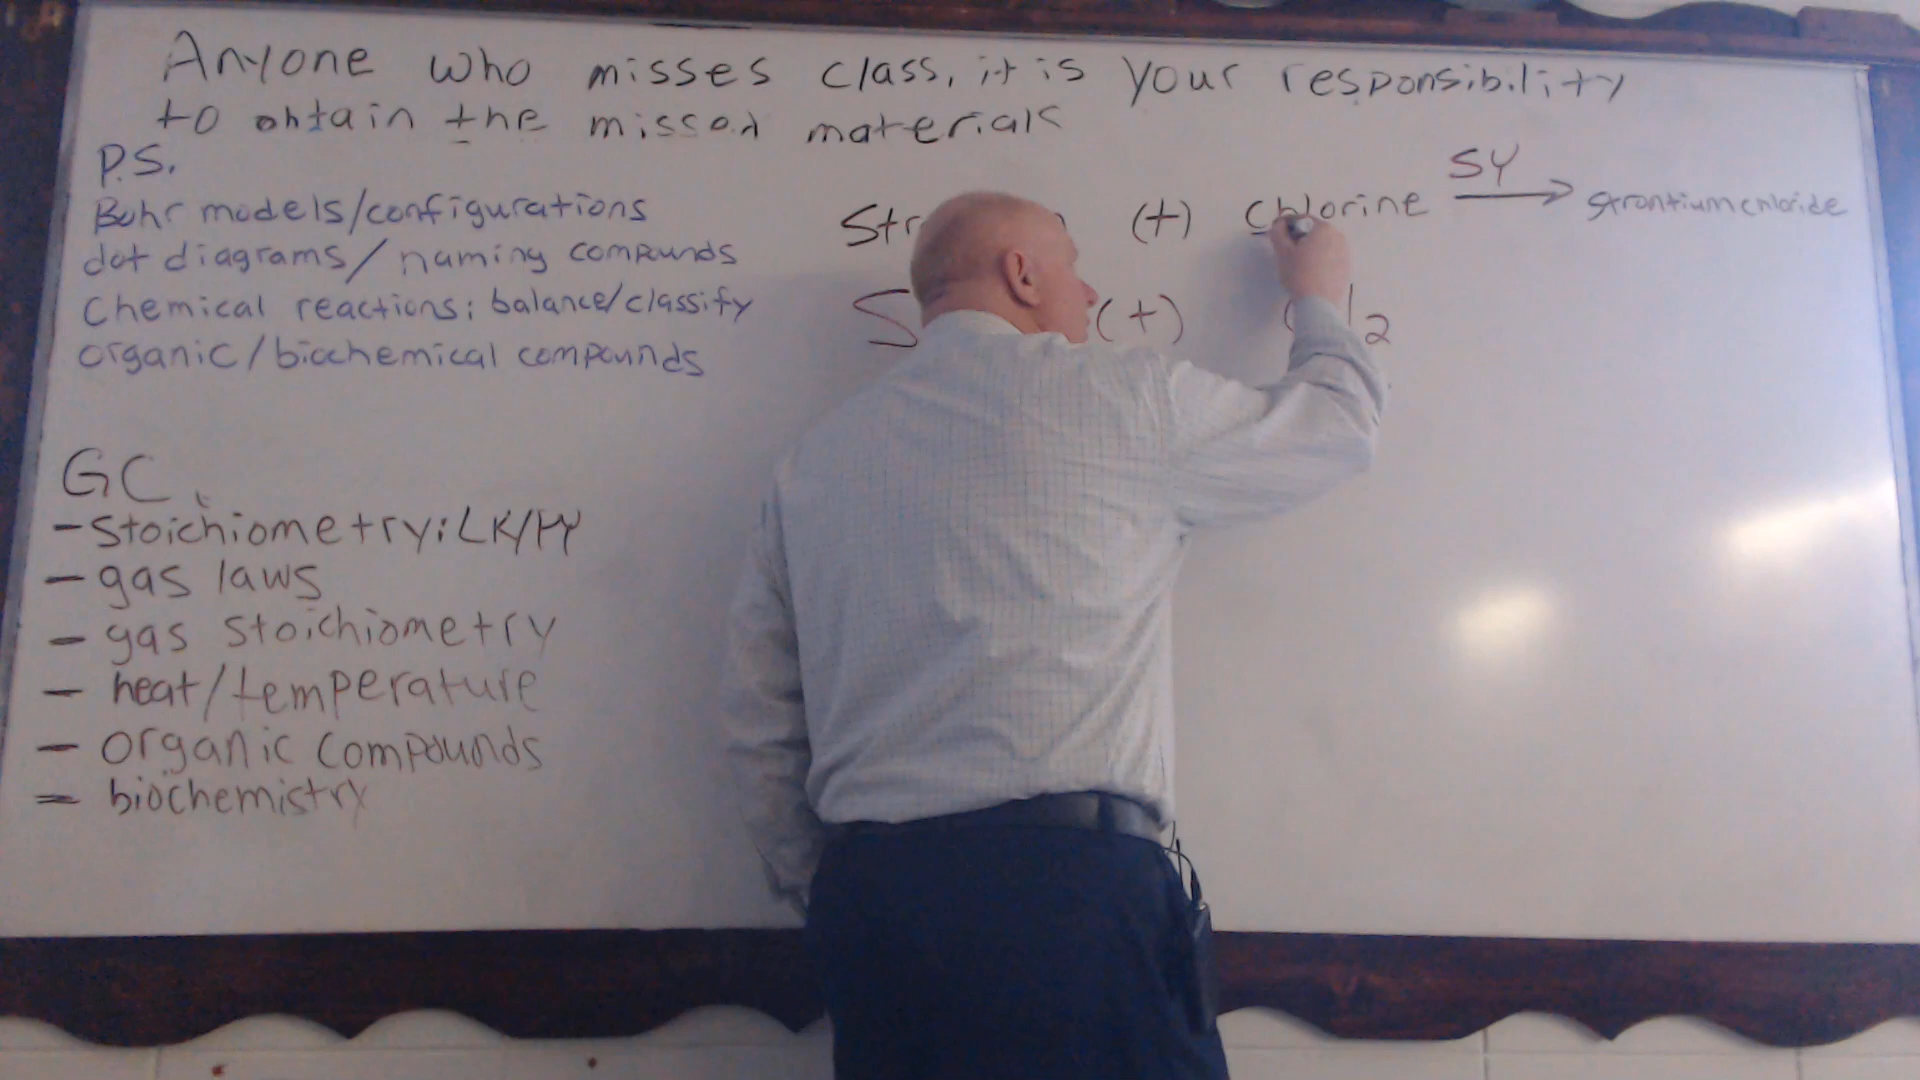 Anyone who misses class, it is your responsibility
to obtain the missed materials
P.S.
Bohr models/configurations
dot diagrams/naming compounds
Chemical reactions: balance/classify
organic/biochemical compounds
GC
- Stoichiometry: LR/PY
- gas laws
- gas stoichiometry
- heat/temperature
- organic compounds
- biochemistry
(+) Chlorine SY → Strontium chloride
(+) Cl2